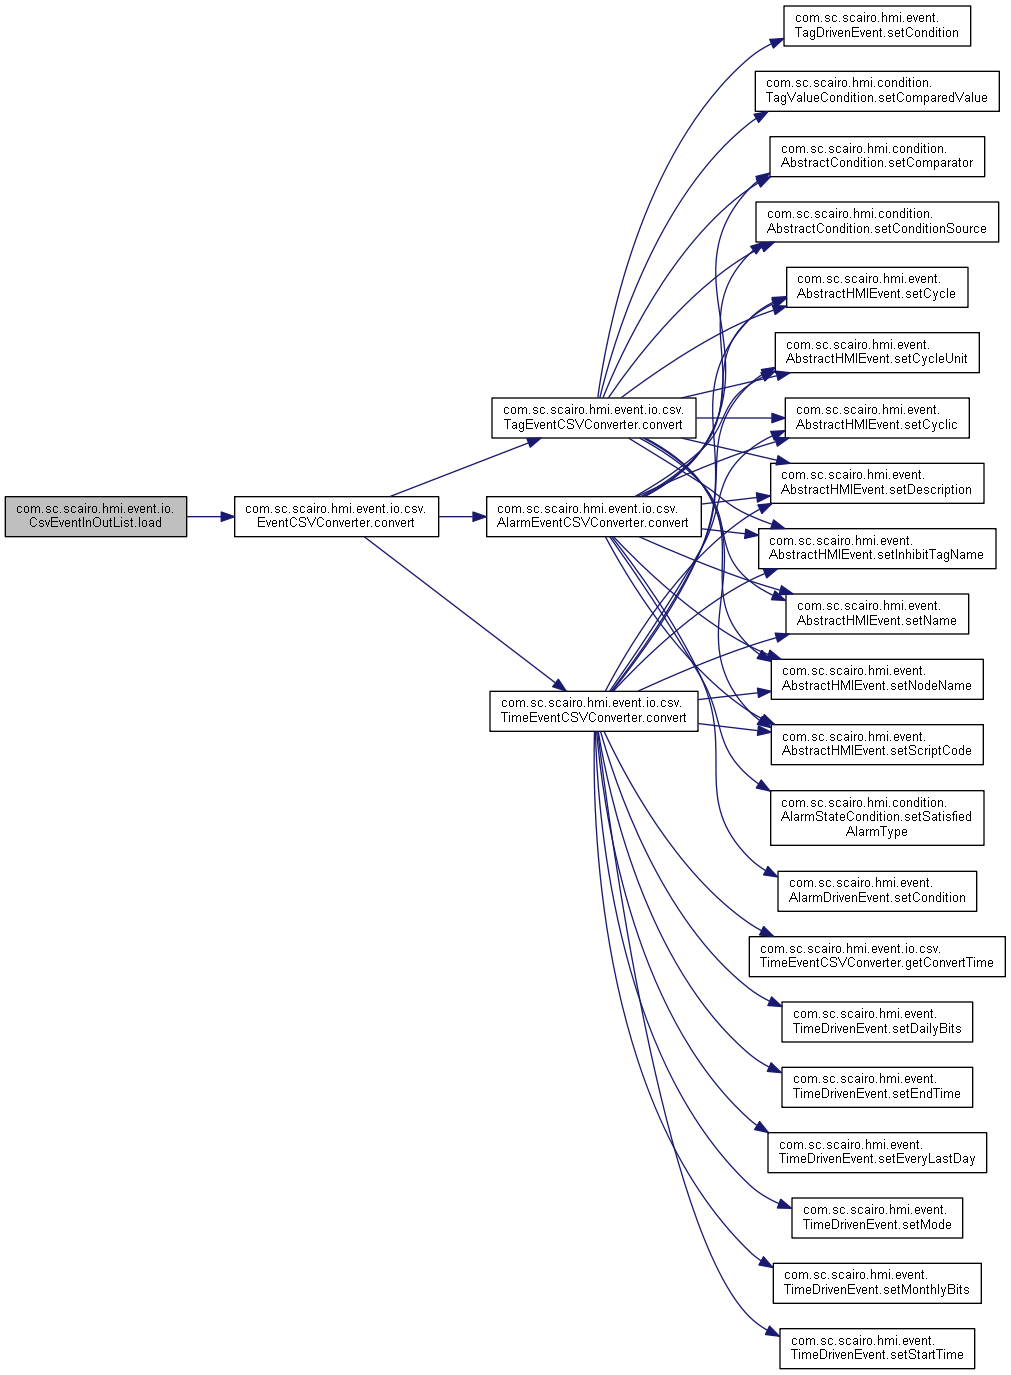 com.sc.scairo.hmi.event.
TagDrivenEvent.setCondition
com.sc.scairo.hmi.condition.
TagValueCondition.setComparedValue
com.sc.scairo.hmi.condition.
AbstractCondition.setComparator
com.sc.scairo.hmi.condition.
AbstractCondition.setConditionSource
com.sc.scairo.hmi.event.
AbstractHMIEvent.setCycle
com.sc.scairo.hmi.event.
AbstractHMIEvent.setCycleUnit
com.sc.scairo.hmi.event.io.csv.
TagEventCSVConverter.convert
com.sc.scairo.hmi.event.
AbstractHMIEvent.setCyclic
com.sc.scairo.hmi.event.
AbstractHMIEvent.setDescription
com.sc.scairo.hmi.event.io.
CsvEventInOutList.load
com.sc.scairo.hmi.event.io.csv.
EventCSVConverter.convert
com.sc.scairo.hmi.event.io.csv.
AlarmEventCSVConverter.convert
com.sc.scairo.hmi.event.
AbstractHMIEvent.setInhibitTagName
com.sc.scairo.hmi.event.
AbstractHMIEvent.setName
com.sc.scairo.hmi.event.
AbstractHMIEvent.setNodeName
com.sc.scairo.hmi.event.io.csv.
TimeEventCSVConverter.convert
com.sc.scairo.hmi.event.
AbstractHMIEvent.setScriptCode
com.sc.scairo.hmi.condition.
AlarmStateCondition.setSatisfied
AlarmType
com.sc.scairo.hmi.event.
AlarmDrivenEvent.setCondition
com.sc.scairo.hmi.event.io.csv.
TimeEventCSVConverter.getConvertTime
com.sc.scairo.hmi.event.
TimeDrivenEvent.setDailyBits
com.sc.scairo.hmi.event.
TimeDrivenEvent.setEndTime
com.sc.scairo.hmi.event.
TimeDrivenEvent.setEveryLastDay
com.sc.scairo.hmi.event.
TimeDrivenEvent.setMode
com.sc.scairo.hmi.event.
TimeDrivenEvent.setMonthlyBits
com.sc.scairo.hmi.event.
TimeDrivenEvent.setStartTime